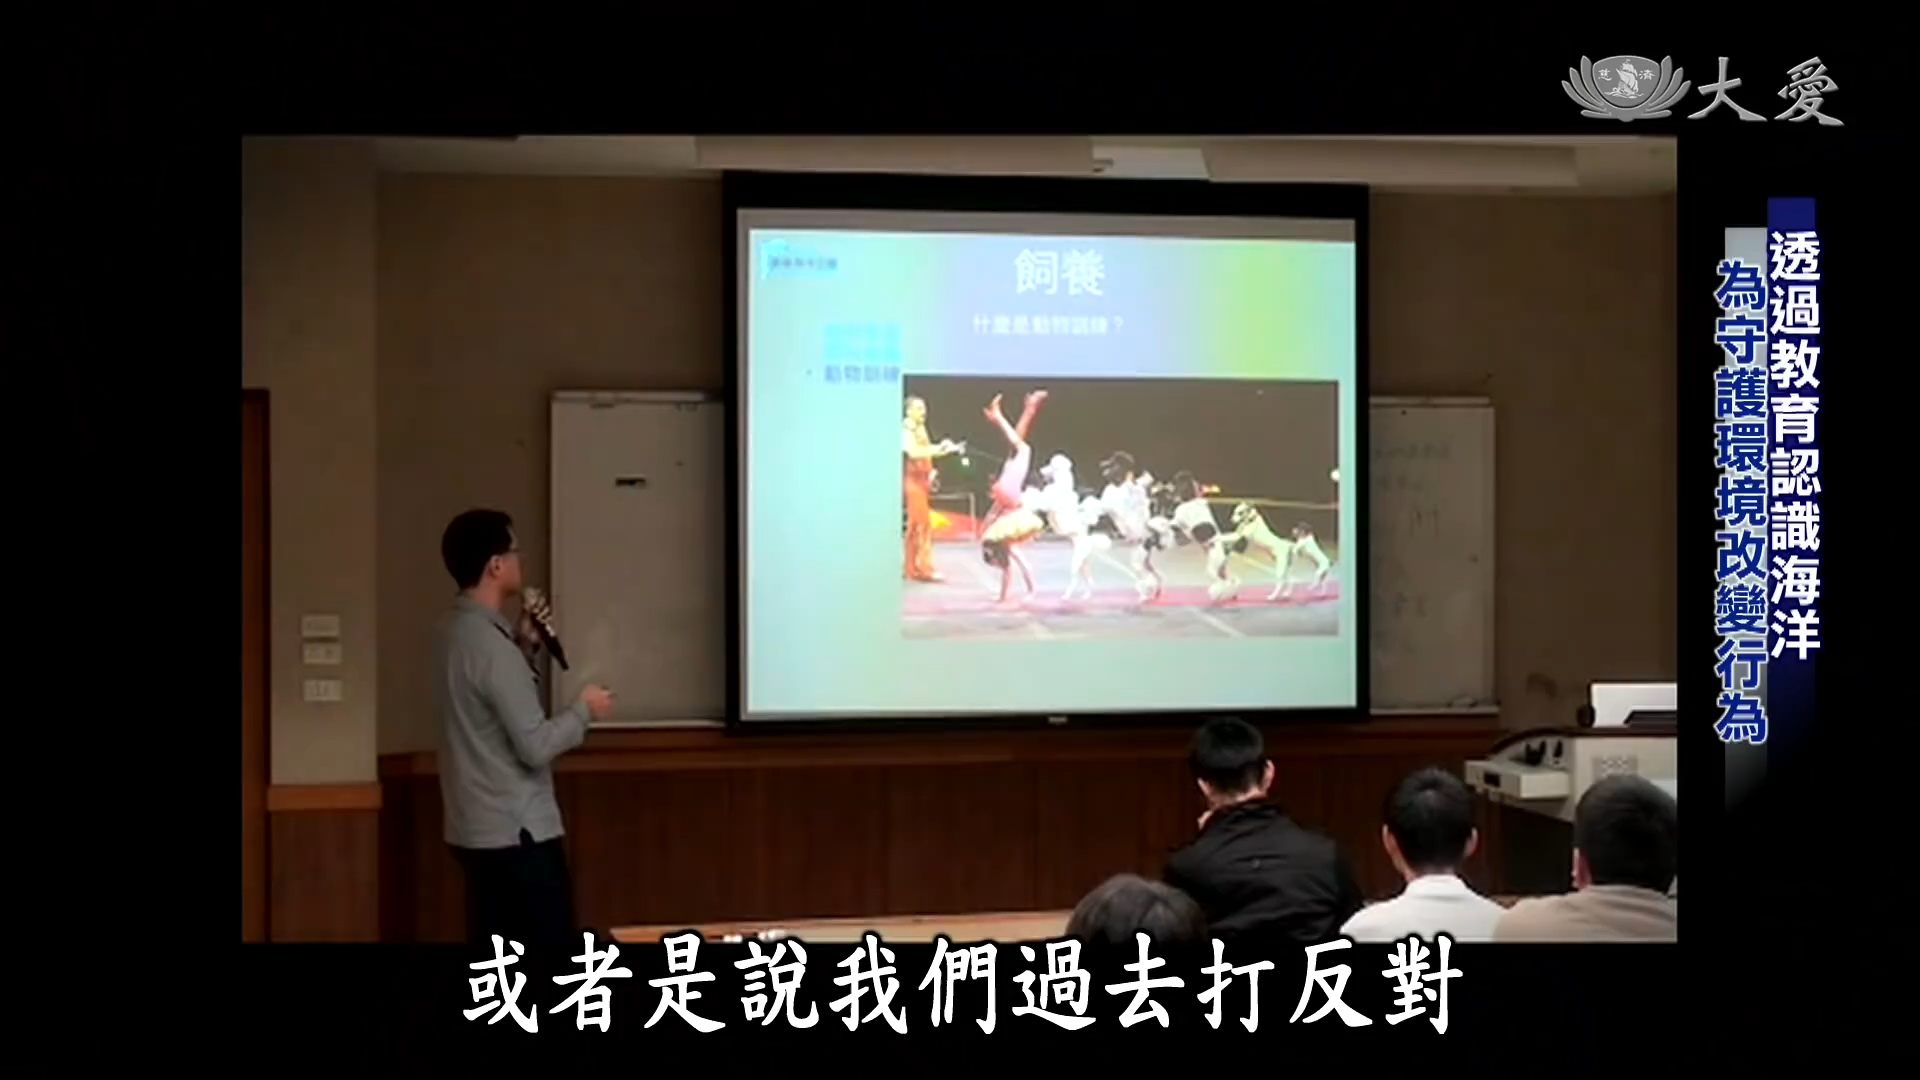 慈濟
大愛
透過教育認識海洋
為守護環境改變行為
飼養
什麼是動物訓練？
• 動物訓練
或者是說我們過去打反對